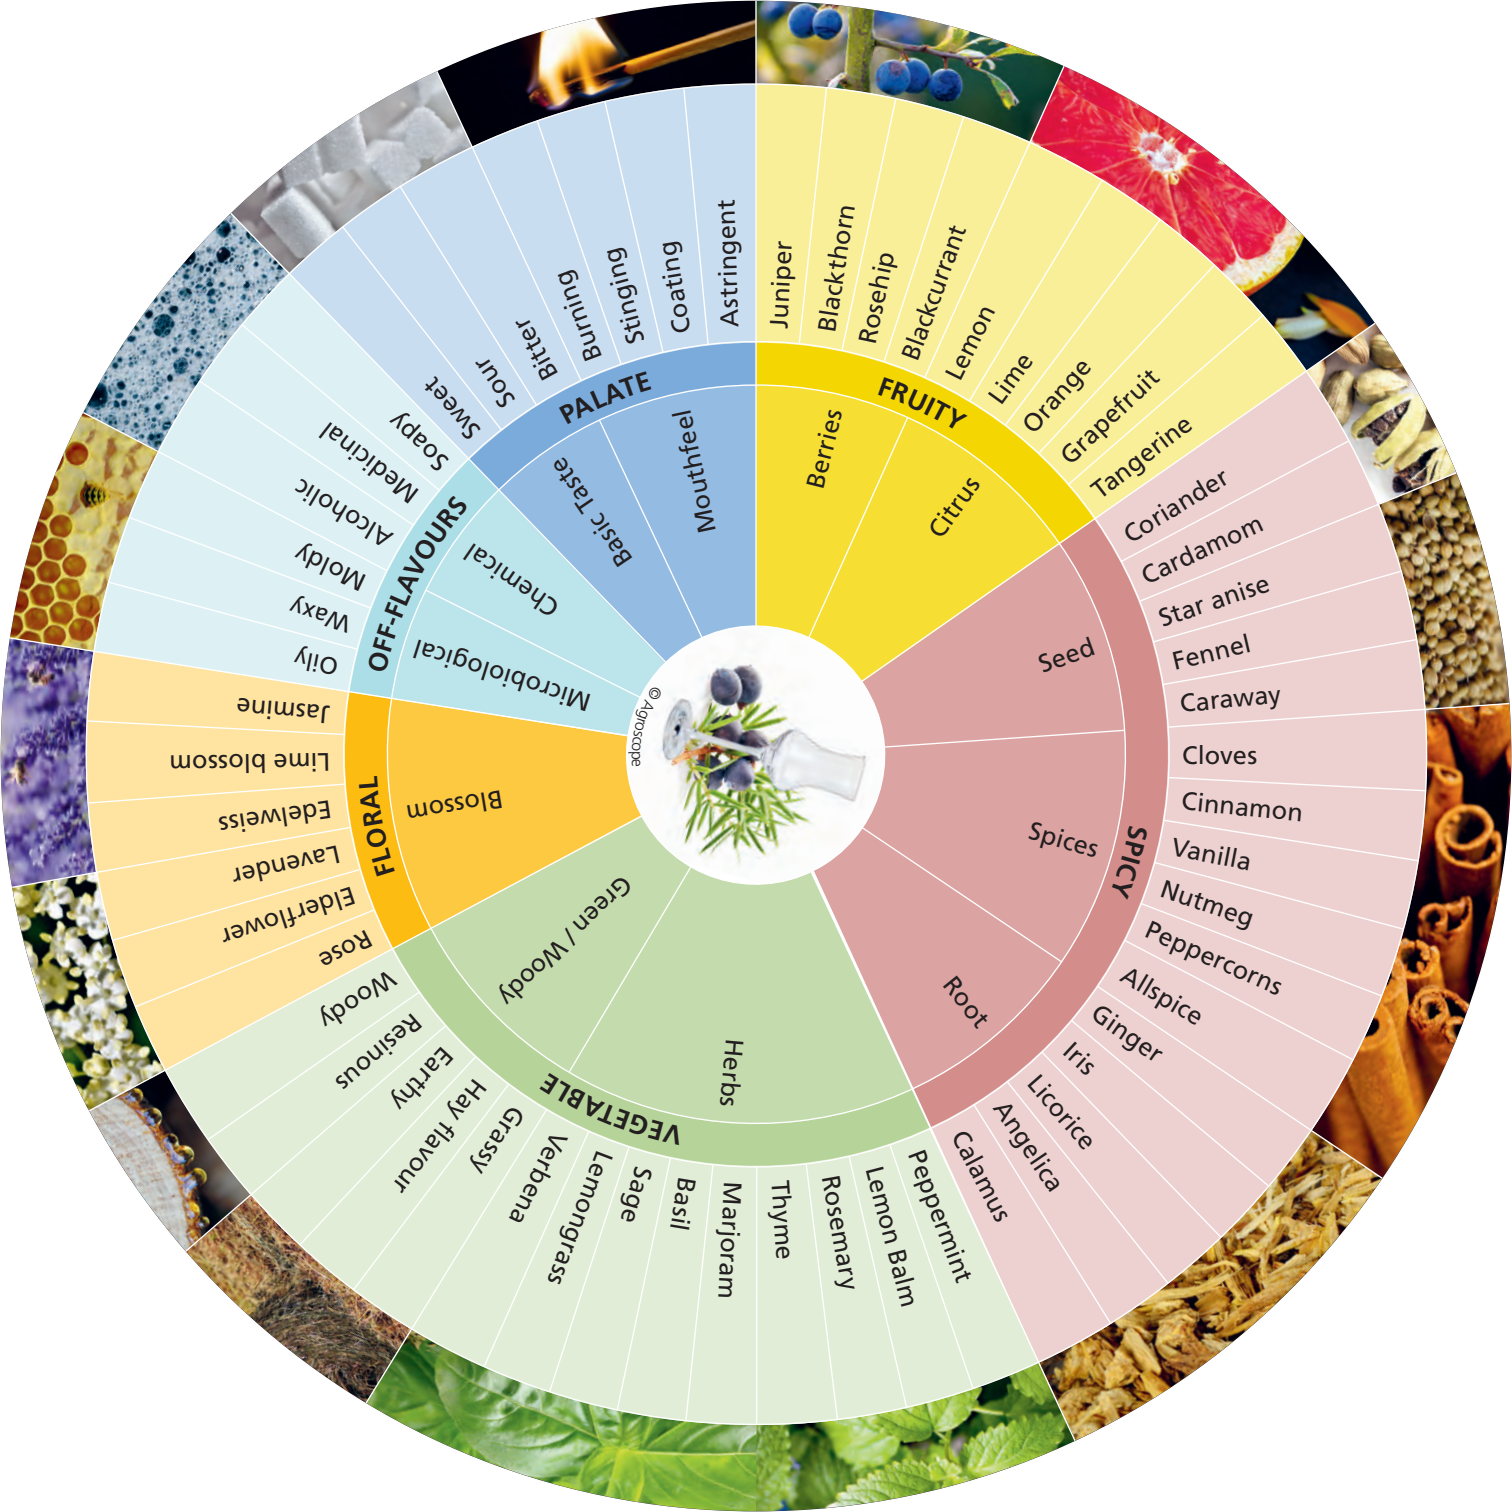 FRUITY
Berries
Juniper
Blackthorn
Rosehip
Blackcurrant
Citrus
Lemon
Lime
Orange
Grapefruit
Tangerine
SPICY
Seed
Coriander
Cardamom
Star anise
Fennel
Caraway
Spices
Cloves
Cinnamon
Vanilla
Nutmeg
Peppercorns
Allspice
Root
Ginger
Iris
Licorice
Angelica
Calamus
VEGETABLE
Herbs
Peppermint
Lemon Balm
Rosemary
Thyme
Marjoram
Basil
Sage
Lemongrass
Verbena
Green / Woody
Grassy
Hay flavour
Earthy
Resinous
Woody
FLORAL
Blossom
Rose
Elderflower
Lavender
Edelweiss
Lime blossom
Jasmine
OFF-FLAVOURS
Microbiological
Oily
Waxy
Moldy
Chemical
Alcoholic
Medicinal
Soapy
PALATE
Basic Taste
Sweet
Sour
Bitter
Mouthfeel
Burning
Stinging
Coating
Astringent
© Agroscope